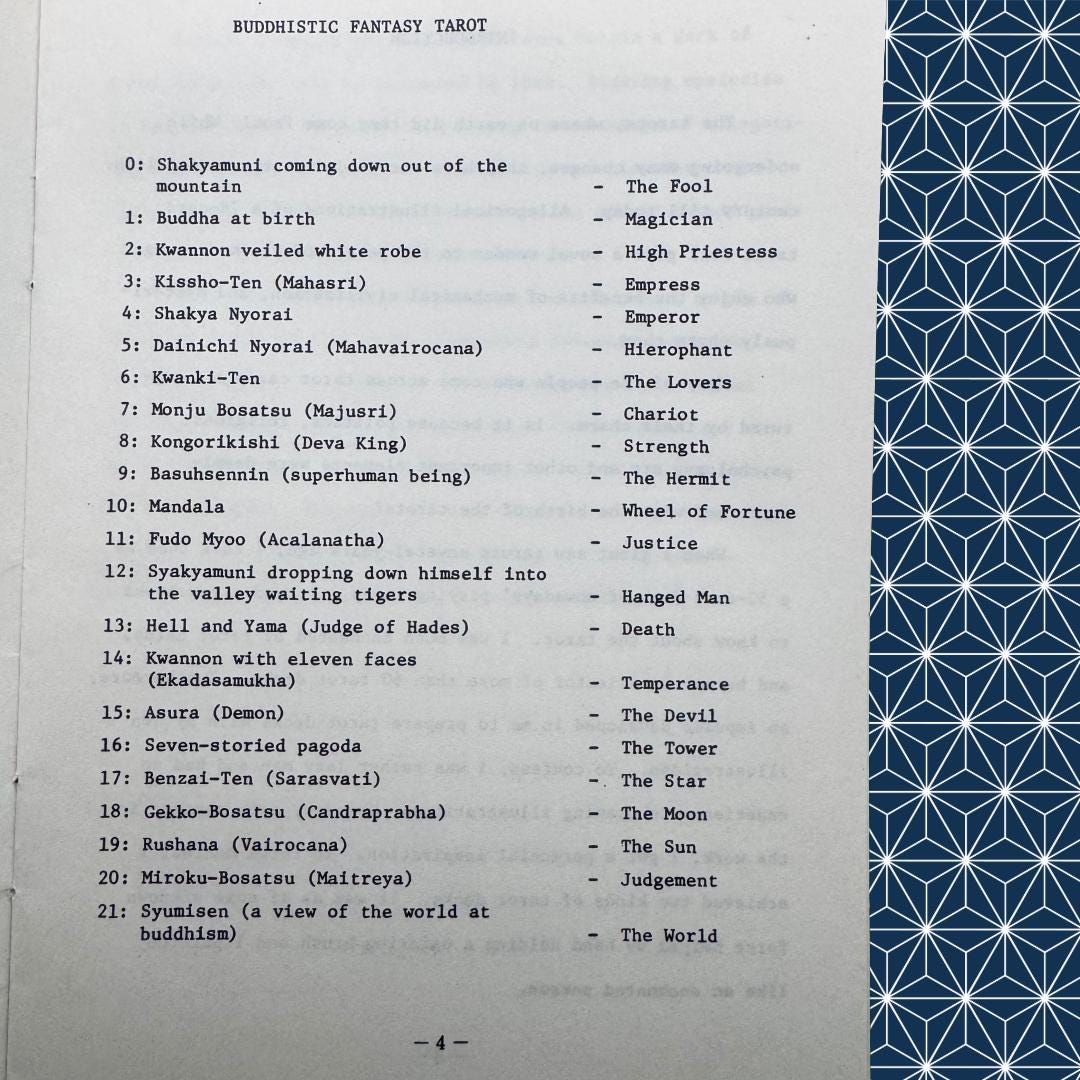 BUDDHISTIC FANTASY TAROT
0: Shakyamuni coming down out of the
mountain - The Fool
1: Buddha at birth - Magician
2: Kwannon veiled white robe - High Priestess
3: Kissho-Ten (Mahasri) - Empress
4: Shakya Nyorai - Emperor
5: Dainichi Nyorai (Mahavairocana) - Hierophant
6: Kwanki-Ten - The Lovers
7: Monju Bosatsu (Majusri) - Chariot
8: Kongorikishi (Deva King) - Strength
9: Basuhsennin (superhuman being) - The Hermit
10: Mandala - Wheel of Fortune
11: Fudo Myoo (Acalanatha) - Justice
12: Syakyamuni dropping down himself into
the valley waiting tigers - Hanged Man
13: Hell and Yama (Judge of Hades) - Death
14: Kwannon with eleven faces
(Ekadasamukha) - Temperance
15: Asura (Demon) - The Devil
16: Seven-storied pagoda - The Tower
17: Benzai-Ten (Sarasvati) - The Star
18: Gekko-Bosatsu (Candraprabha) - The Moon
19: Rushana (Vairocana) - The Sun
20: Miroku-Bosatsu (Maitreya) - Judgement
21: Syumisen (a view of the world at
buddhism) - The World
— 4 —